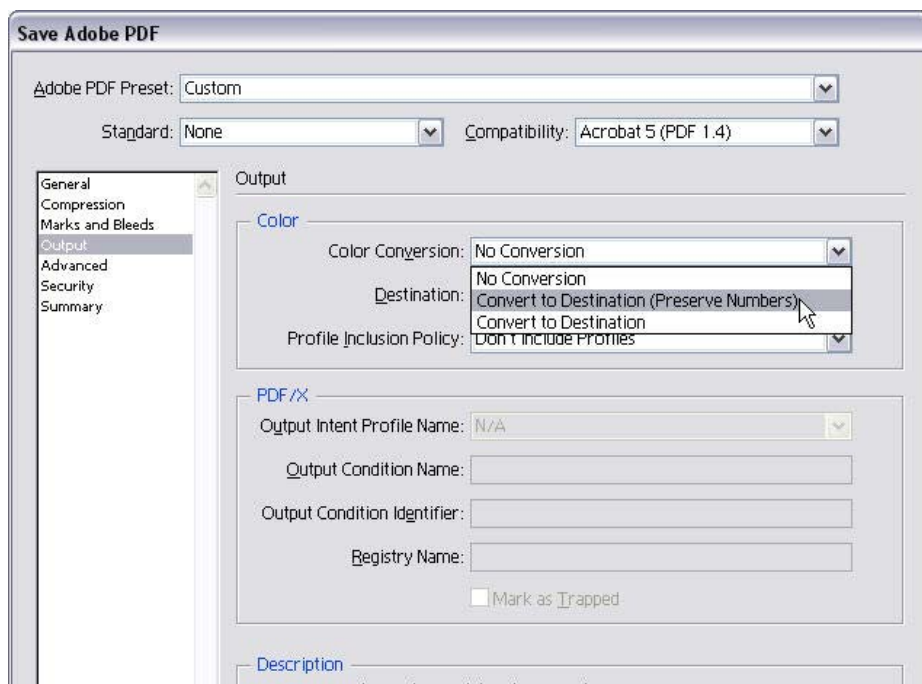 Save Adobe PDF
Adobe PDF Preset: Custom
Standard: None
Compatibility: Acrobat 5 (PDF 1.4)
General
Compression
Marks and Bleeds
Output
Advanced
Security
Summary
Output
Color
Color Conversion: No Conversion
No Conversion
Destination:
Convert to Destination (Preserve Numbers)
Convert to Destination
Profile Inclusion Policy: Don't Include Profiles
PDF/X
Output Intent Profile Name: N/A
Output Condition Name:
Output Condition Identifier:
Registry Name:
Mark as Trapped
Description